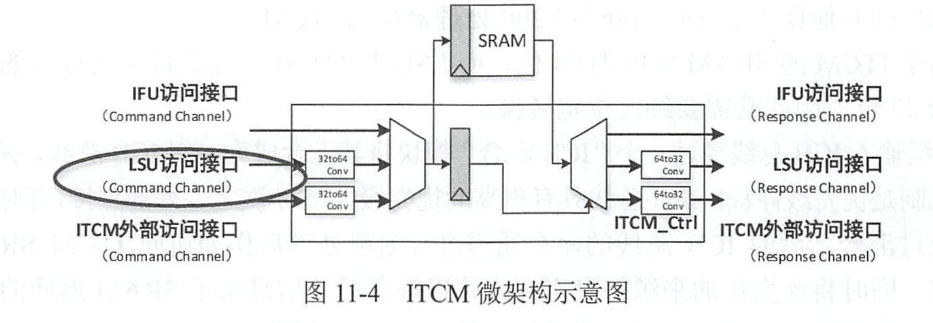 SRAM
IFU访问接口
(Command Channel)
LSU访问接口
(Command Channel)
ITCM外部访问接口
(Command Channel)
32to64
Conv
32to64
Conv
64to32
Conv
64to32
Conv
ITCM_Ctrl
IFU访问接口
(Response Channel)
LSU访问接口
(Response Channel)
ITCM外部访问接口
(Response Channel)
图 11-4 ITCM 微架构示意图